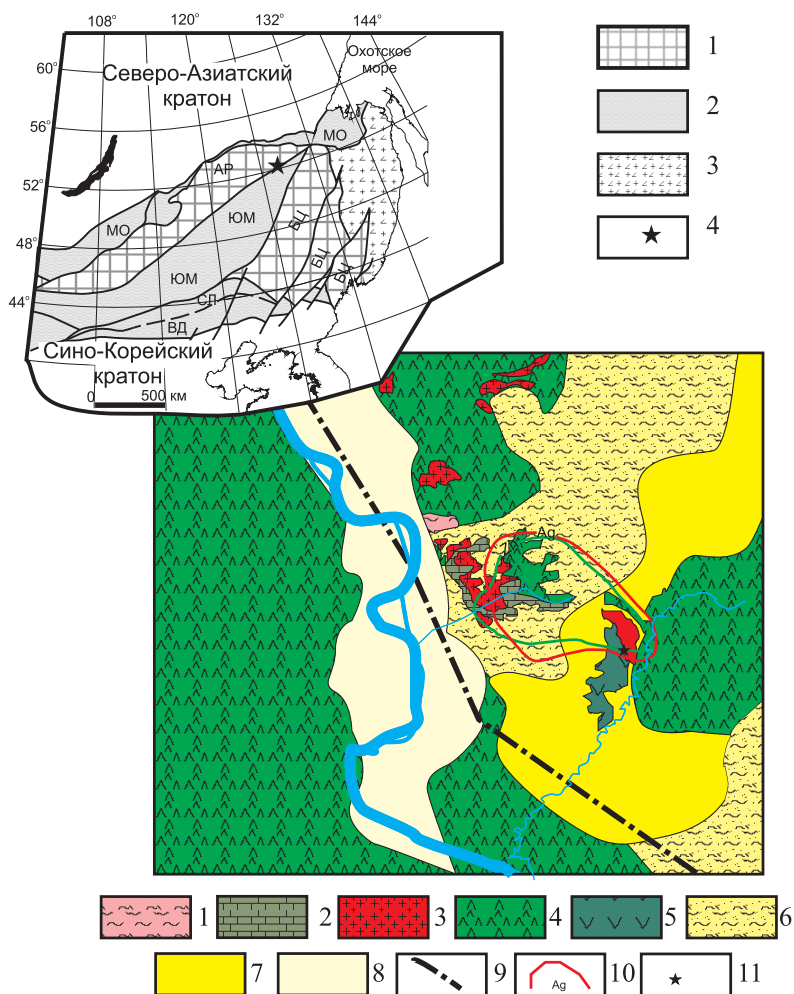 108° 120° 132° 144°
60°
56°
52°
48°
44°
Охотское
море
Северо-Азиатский
кратон
МО
АР
ЮМ
БЦ
МО
БЦ
БЦ
ЮМ
СЛ
ВД
Сино-Корейский
кратон
0 500 км
1
2
3
4
Ag
Zn
1 2 3 4 5 6
7 8 9 Ag 10 11